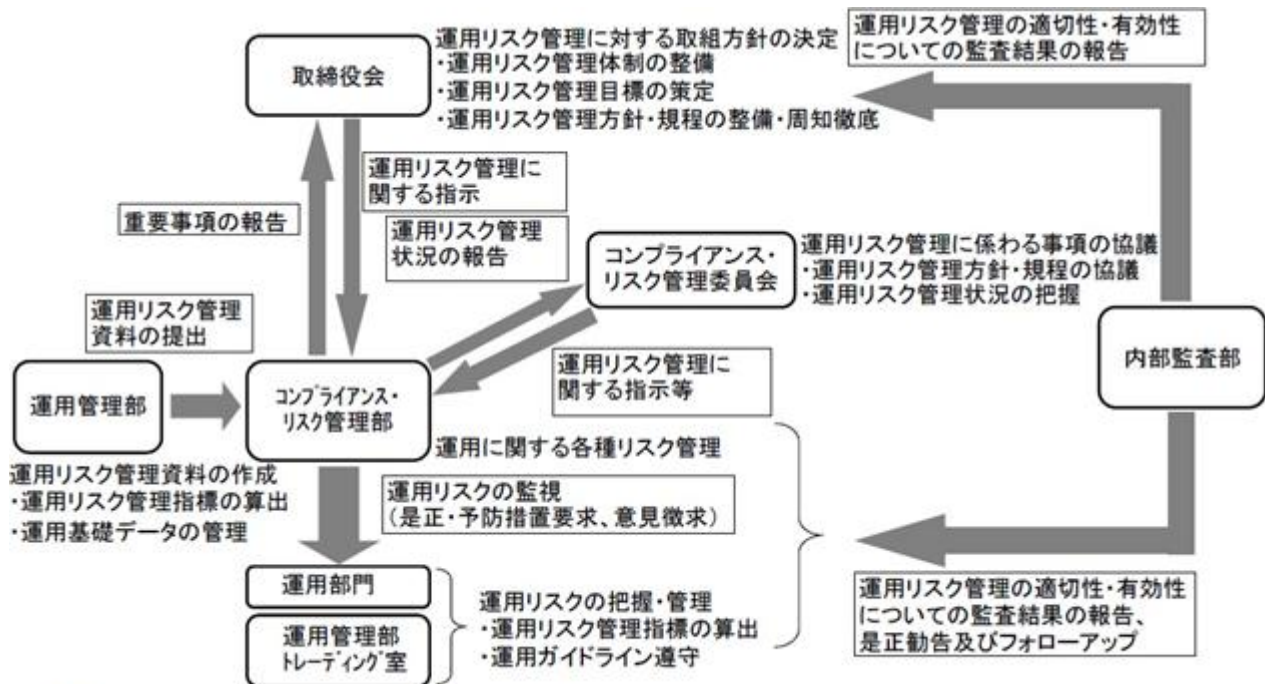 取締役会
運用リスク管理に対する取組方針の決定
・運用リスク管理体制の整備
・運用リスク管理目標の策定
・運用リスク管理方針・規程の整備・周知徹底
運用リスク管理の適切性・有効性
についての監査結果の報告
重要事項の報告
運用リスク管理に
関する指示
運用リスク管理
状況の報告
コンプライアンス・
リスク管理委員会
運用リスク管理に係わる事項の協議
・運用リスク管理方針・規程の協議
・運用リスク管理状況の把握
内部監査部
運用リスク管理
資料の提出
運用管理部
コンプライアンス・
リスク管理部
運用リスク管理に
関する指示等
運用に関する各種リスク管理
運用リスク管理資料の作成
・運用リスク管理指標の算出
・運用基礎データの管理
運用リスクの監視
(是正・予防措置要求、意見徴求)
運用部門
運用管理部
トレーディング室
運用リスクの把握・管理
・運用リスク管理指標の算出
・運用ガイドライン遵守
運用リスク管理の適切性・有効性
についての監査結果の報告、
是正勧告及びフォローアップ